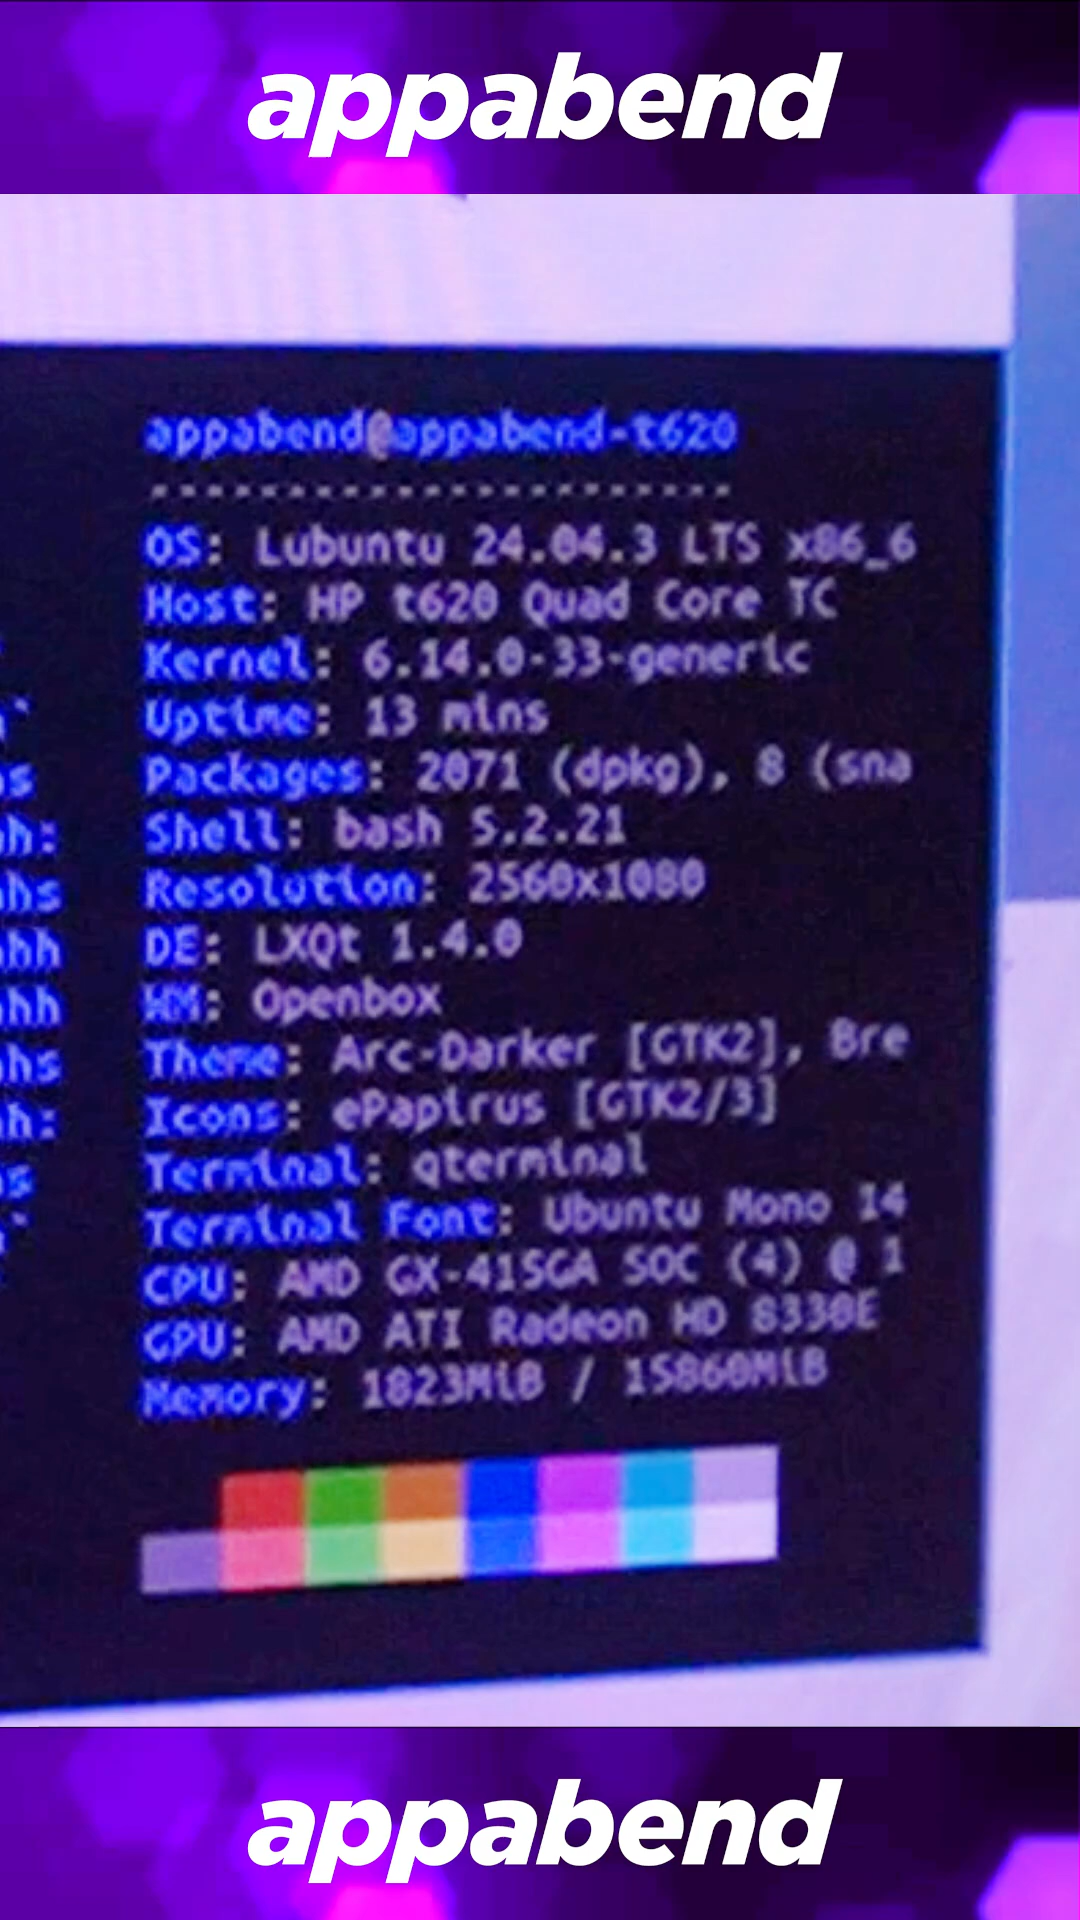 appabend
appabend@appabend-t620
-----------------------
OS: Lubuntu 24.04.3 LTS x86_6
Host: HP t620 Quad Core TC
Kernel: 6.14.0-33-generic
Uptime: 13 mins
Packages: 2071 (dpkg), 8 (sna
Shell: bash 5.2.21
Resolution: 2560x1080
DE: LXQt 1.4.0
WM: Openbox
Theme: Arc-Darker [GTK2], Bre
Icons: ePapirus [GTK2/3]
Terminal: qterminal
Terminal Font: Ubuntu Mono 14
CPU: AMD GX-415GA SOC (4) @ 1
GPU: AMD ATI Radeon HD 8330E
Memory: 1823MiB / 15860MiB
appabend